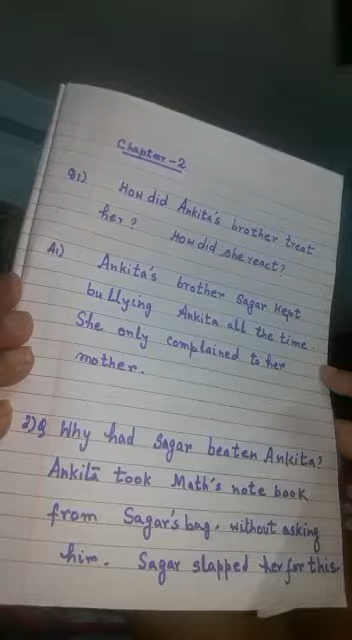 Chapter-2
Q1) How did Ankita's brother treat
her? How did she react?
A1) Ankita's brother Sagar kept
bullying Ankita all the time.
She only complained to her
mother.
2)Q Why had Sagar beaten Ankita?
Ankita took Math's note book
from Sagar's bag, without asking
him. Sagar slapped her for this.